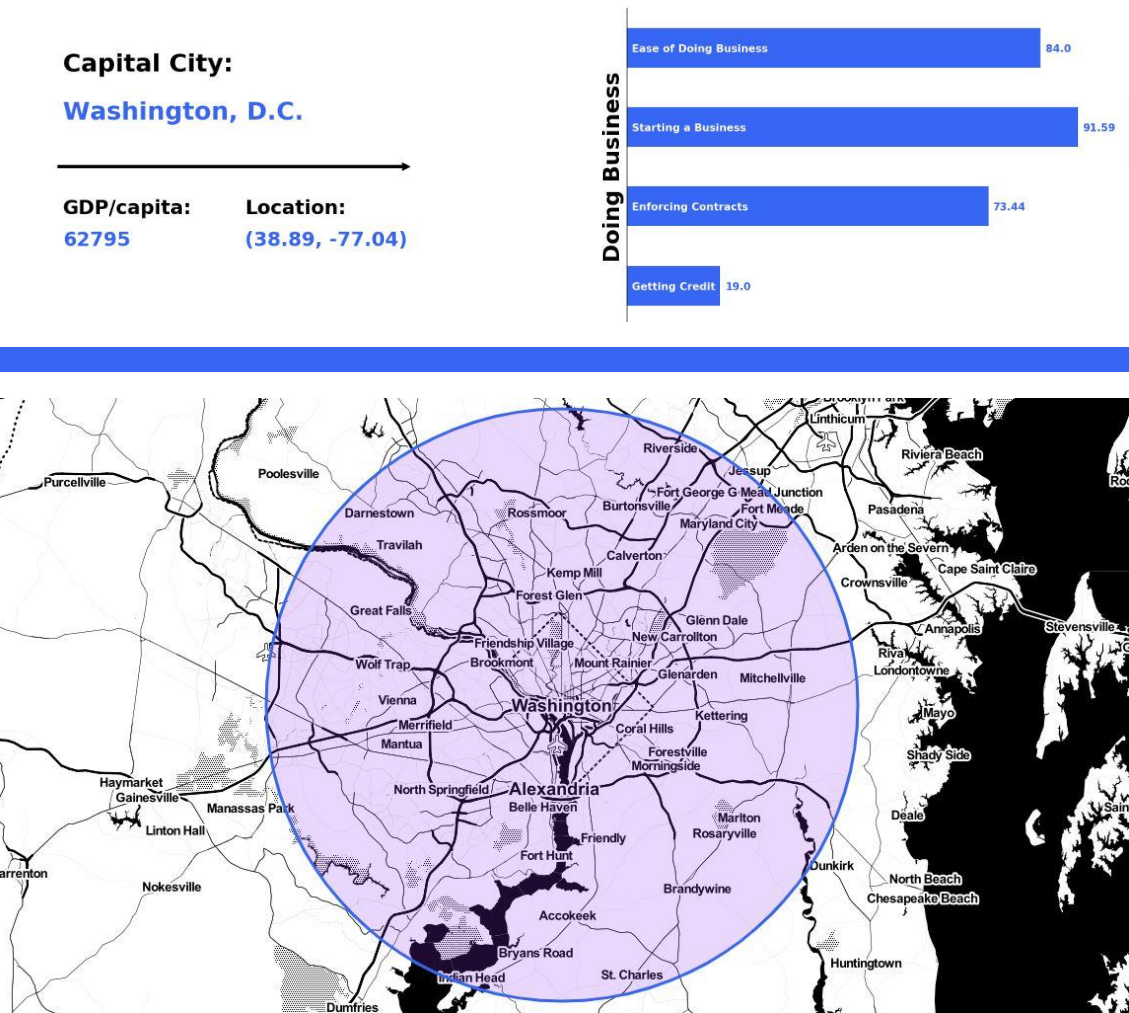 Capital City:
Washington, D.C.
GDP/capita:
Location:
62795
(38.89, -77.04)
Doing Business
Ease of Doing Business
84.0
Starting a Business
91.59
Enforcing Contracts
73.44
Getting Credit
19.0
Linthicum
Riverside
Riviera Beach
Jessup
Poolesville
Purcellville
Fort George G Mead Junction
Burtonsville
Fort Meade
Pasadena
Darnestown
Rossmoor
Maryland City
Travilah
Arden on the Severn
Calverton
Cape Saint Claire
Kemp Mill
Crownsville
Forest Glen
Great Falls
Glenn Dale
Stevensville
Annapolis
New Carrollton
Friendship Village
Riva
Wolf Trap
Brookmont
Mount Rainier
Londontowne
Glenarden
Mitchellville
Vienna
Washington
Mayo
Kettering
Merrifield
Coral Hills
Mantua
Forestville
Shady Side
Morningside
Haymarket
North Springfield
Alexandria
Gainesville
Manassas Park
Belle Haven
Deale
Marlton
Linton Hall
Rosaryville
Friendly
Fort Hunt
Dunkirk
North Beach
Nokesville
Brandywine
Chesapeake Beach
Accokeek
Bryans Road
Huntingtown
Indian Head
St. Charles
Dumfries